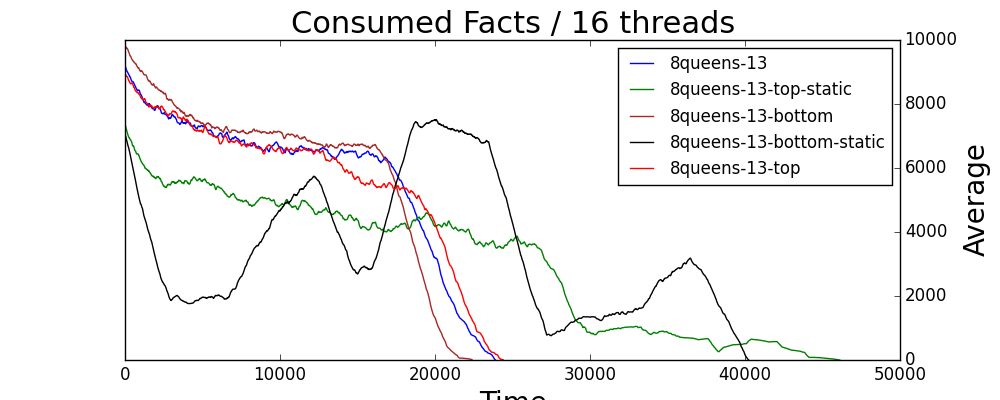 Consumed Facts / 16 threads
10000
8queens-13
8queens-13-top-static
8queens-13-bottom
8queens-13-bottom-static
8queens-13-top
8000
6000
4000
2000
0
Average
0 10000 20000 30000 40000 50000
Time